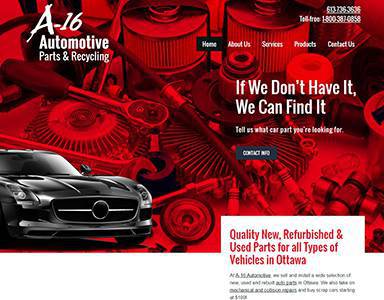 A-16
Automotive
Parts & Recycling
613-736-3636
Toll-free: 1-800-387-0858
Home About Us Services Products Contact Us
If We Don't Have It,
We Can Find It
Tell us what car part you're looking for.
CONTACT INFO
Quality New, Refurbished &
Used Parts for all Types of
Vehicles in Ottawa
At A-16 Automotive, we sell and install a wide selection of
new, used and rebuilt auto parts in Ottawa. We also take on
mechanical and collision repairs and buy scrap cars starting
at $100!